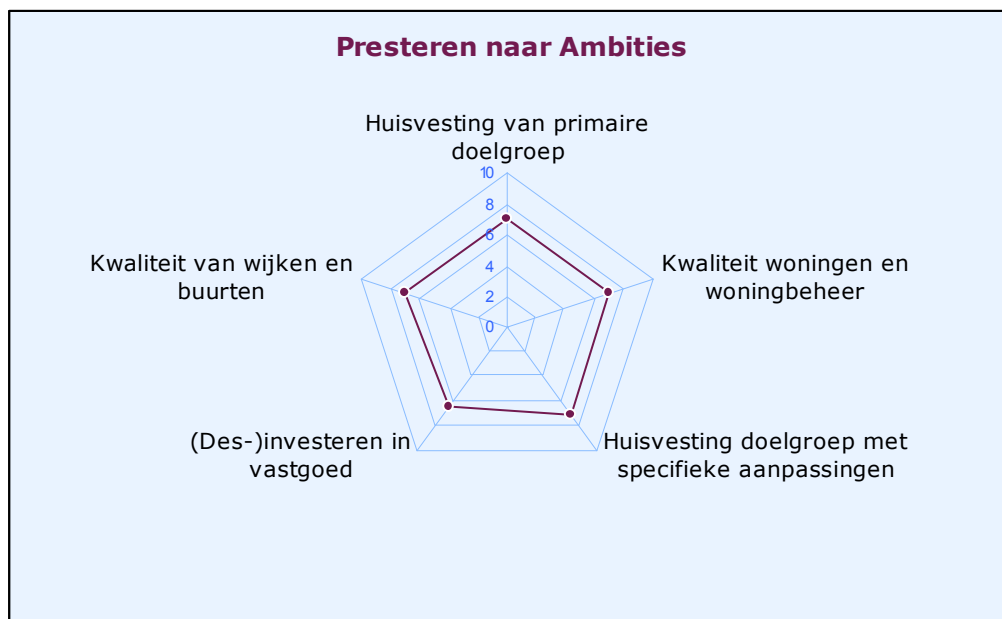 Presteren naar Ambities
Huisvesting van primaire
doelgroep
10
8
6
4
2
0
Kwaliteit van wijken en
buurten
Kwaliteit woningen en
woningbeheer
(Des-)investeren in
vastgoed
Huisvesting doelgroep met
specifieke aanpassingen